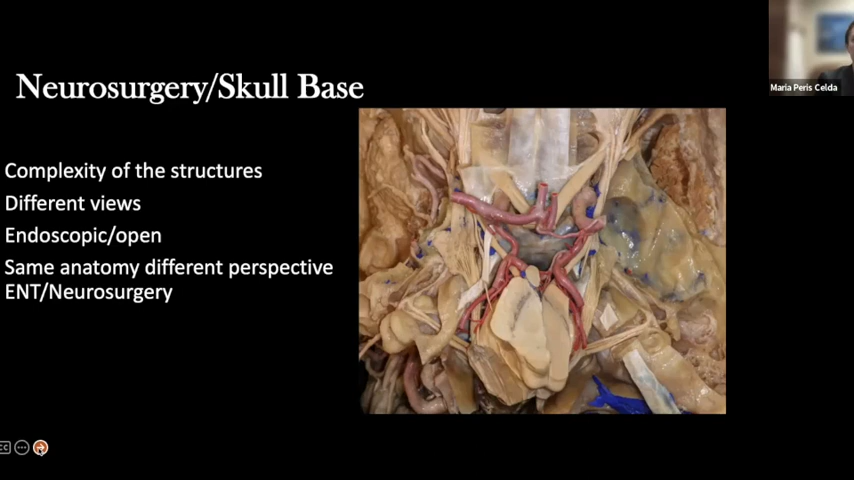 Neurosurgery/Skull Base
Maria Peris Celda
Complexity of the structures
Different views
Endoscopic/open
Same anatomy different perspective
ENT/Neurosurgery
CC